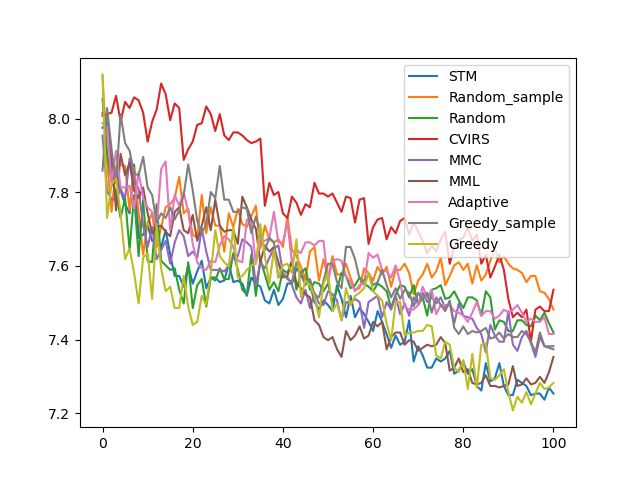 STM
Random_sample
Random
CVIRS
MMC
MML
Adaptive
Greedy_sample
Greedy
8.0
7.8
7.6
7.4
7.2
0 20 40 60 80 100